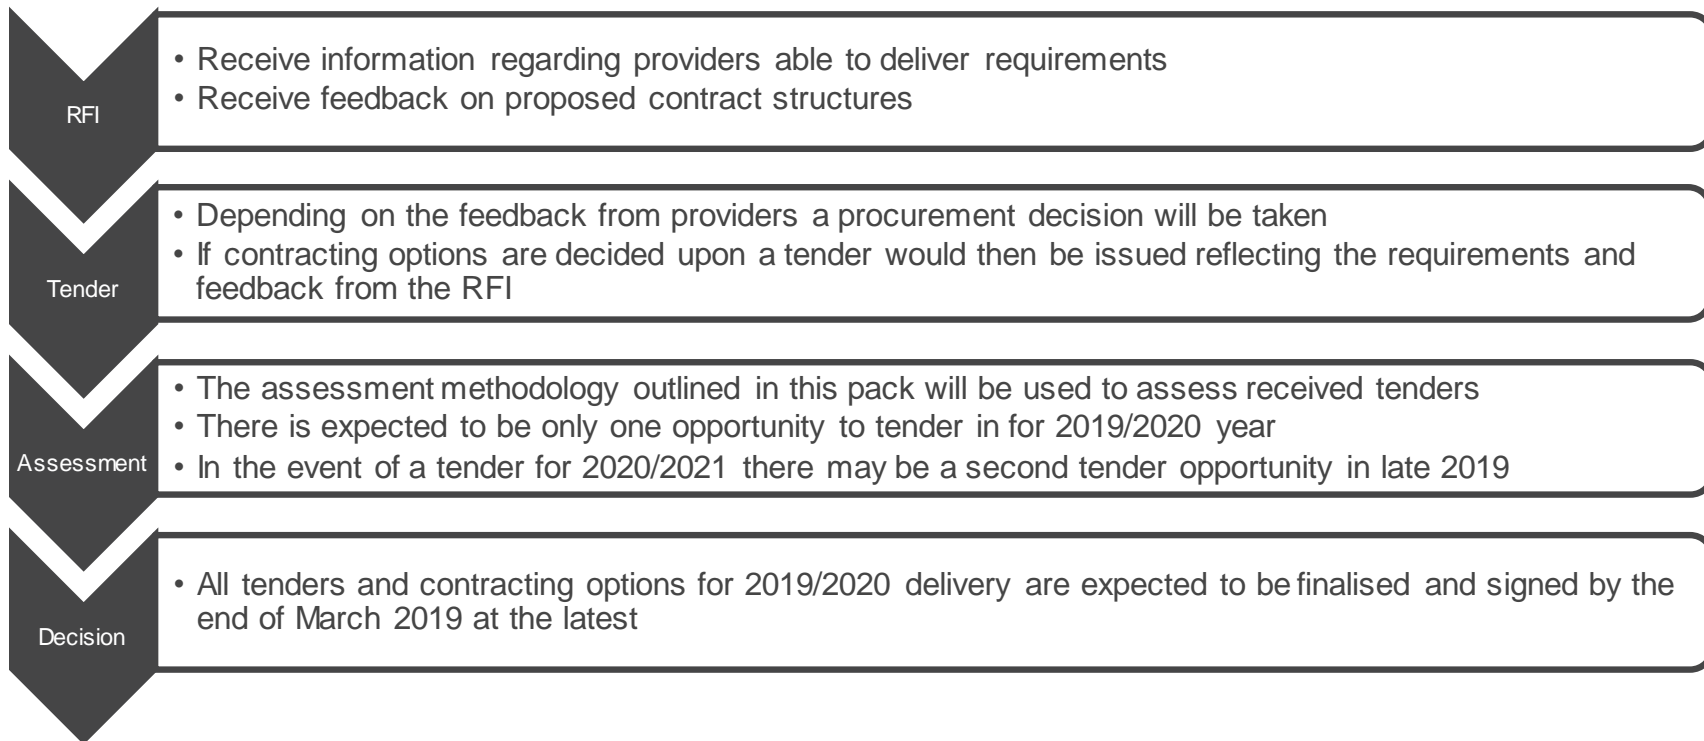 RFI
• Receive information regarding providers able to deliver requirements
• Receive feedback on proposed contract structures
Tender
• Depending on the feedback from providers a procurement decision will be taken
• If contracting options are decided upon a tender would then be issued reflecting the requirements and
feedback from the RFI
Assessment
• The assessment methodology outlined in this pack will be used to assess received tenders
• There is expected to be only one opportunity to tender in for 2019/2020 year
• In the event of a tender for 2020/2021 there may be a second tender opportunity in late 2019
Decision
• All tenders and contracting options for 2019/2020 delivery are expected to be finalised and signed by the
end of March 2019 at the latest